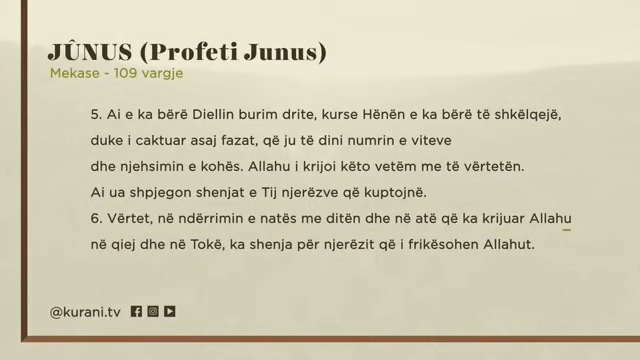 JÛNUS (Profeti Junus)
Mekase - 109 vargje
5. Ai e ka bërë Diellin burim drite, kurse Hënën e ka bërë të shkëlqejë,
duke i caktuar asaj fazat, që ju të dini numrin e viteve
dhe njehsimin e kohës. Allahu i krijoi këto vetëm me të vërtetën.
Ai ua shpjegon shenjat e Tij njerëzve që kuptojnë.
6. Vërtet, në ndërrimin e natës me ditën dhe në atë që ka krijuar Allahu
në qiej dhe në Tokë, ka shenja për njerëzit që i frikësohen Allahut.
@kurani.tv